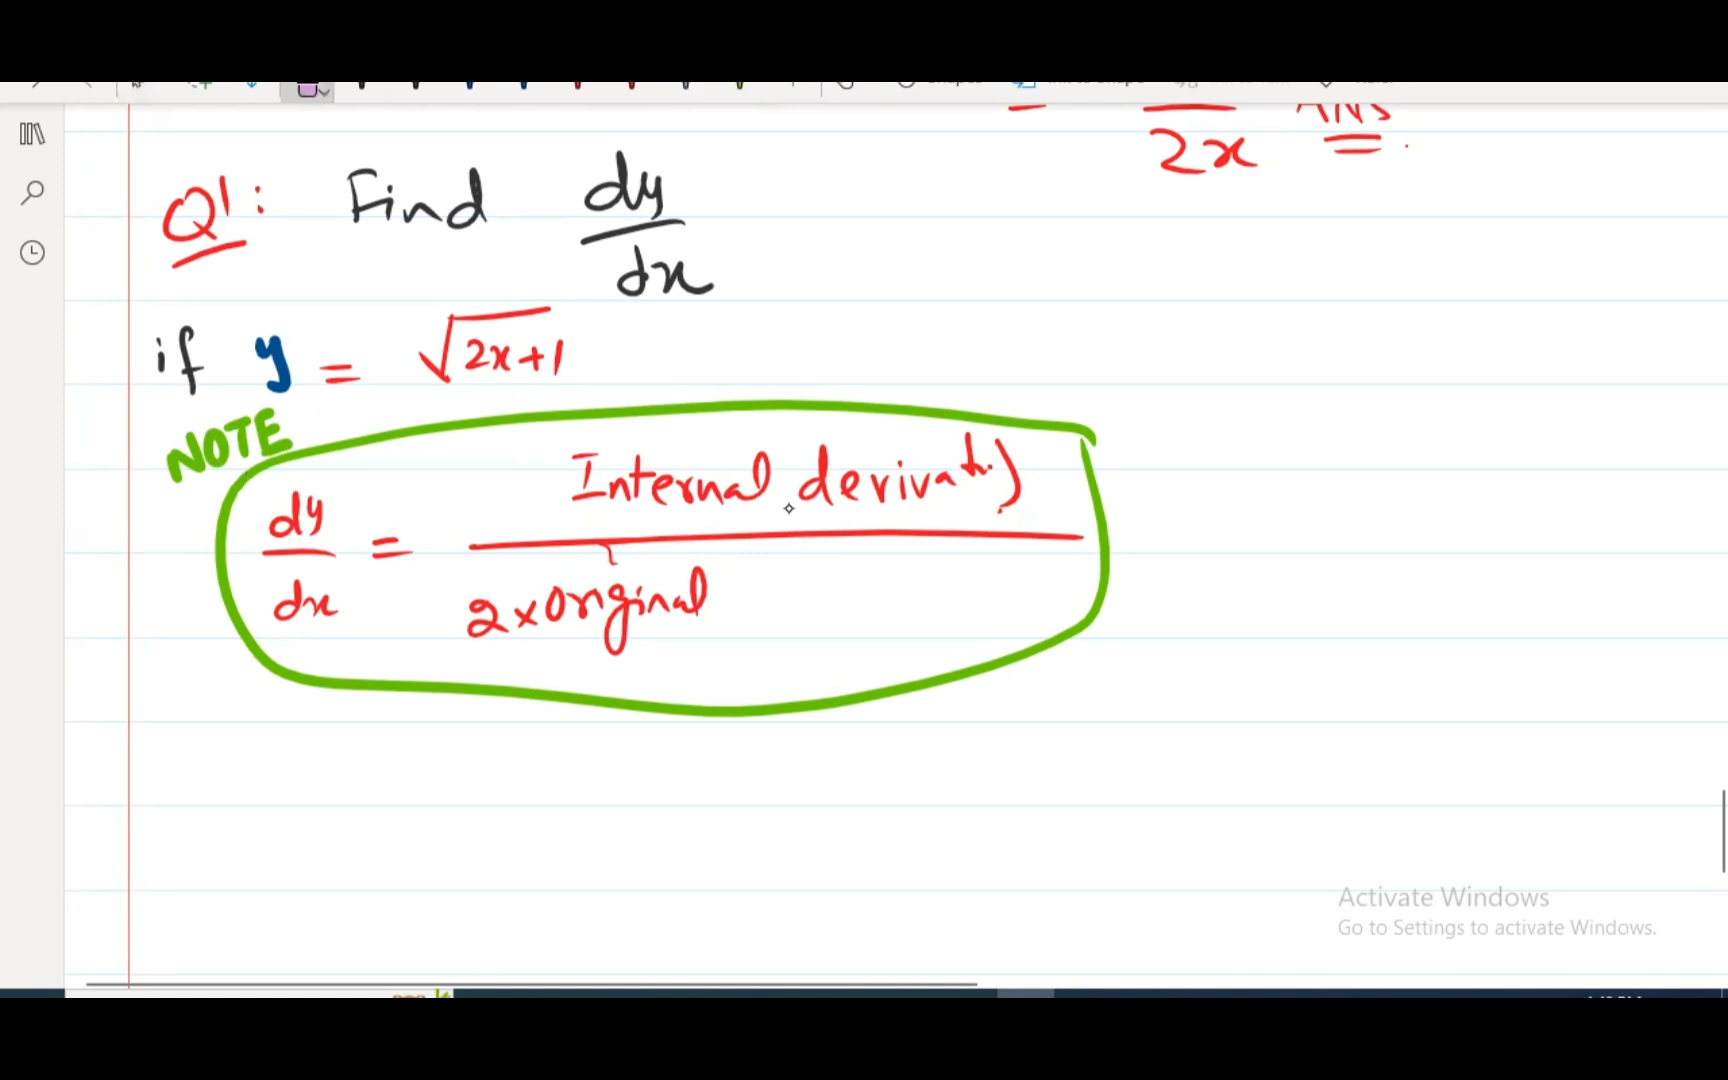 2x ANS
Q1: Find dy/dx
if y = √2x+1
NOTE
dy/dx = Internal derivat.) / 2×Original
Activate Windows
Go to Settings to activate Windows.